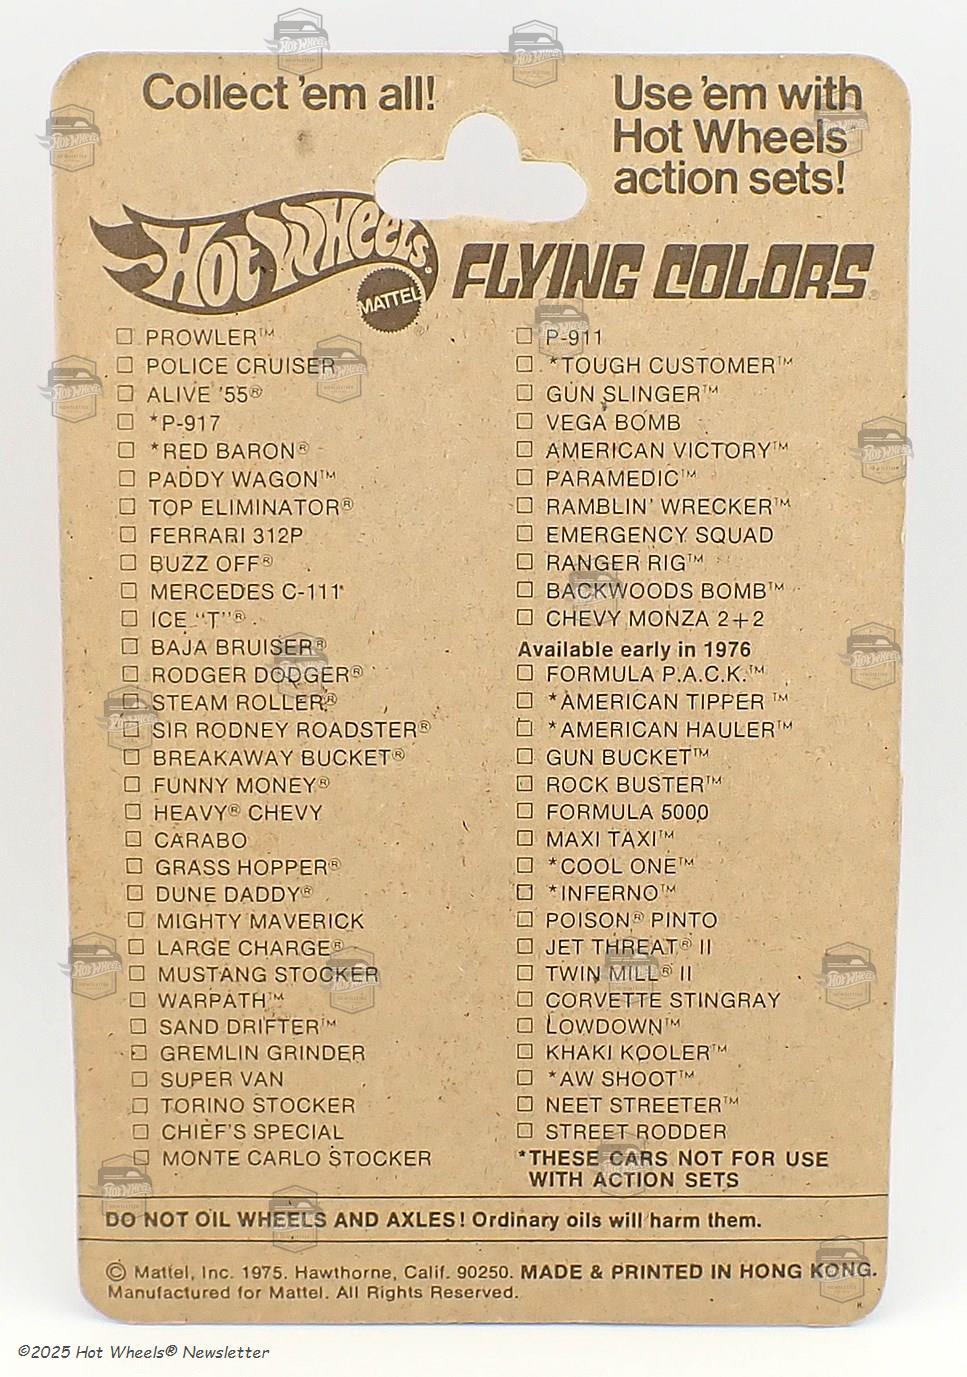 Collect 'em all!
Use 'em with
Hot Wheels
action sets!
Hot Wheels®
MATTEL®
FLYING COLORS®
☐ PROWLER™
☐ POLICE CRUISER
☐ ALIVE '55®
☐ *P-917
☐ *RED BARON®
☐ PADDY WAGON™
☐ TOP ELIMINATOR®
☐ FERRARI 312P
☐ BUZZ OFF®
☐ MERCEDES C-111
☐ ICE "T"®
☐ BAJA BRUISER®
☐ RODGER DODGER®
☐ STEAM ROLLER®
☐ SIR RODNEY ROADSTER®
☐ BREAKAWAY BUCKET®
☐ FUNNY MONEY®
☐ HEAVY® CHEVY
☐ CARABO
☐ GRASS HOPPER®
☐ DUNE DADDY®
☐ MIGHTY MAVERICK
☐ LARGE CHARGE®
☐ MUSTANG STOCKER
☐ WARPATH™
☐ SAND DRIFTER™
☐ GREMLIN GRINDER
☐ SUPER VAN
☐ TORINO STOCKER
☐ CHIEF'S SPECIAL
☐ MONTE CARLO STOCKER
☐ P-911
☐ *TOUGH CUSTOMER™
☐ GUN SLINGER™
☐ VEGA BOMB
☐ AMERICAN VICTORY™
☐ PARAMEDIC™
☐ RAMBLIN' WRECKER™
☐ EMERGENCY SQUAD
☐ RANGER RIG™
☐ BACKWOODS BOMB™
☐ CHEVY MONZA 2+2
Available early in 1976
☐ FORMULA P.A.C.K.™
☐ *AMERICAN TIPPER ™
☐ *AMERICAN HAULER™
☐ GUN BUCKET™
☐ ROCK BUSTER™
☐ FORMULA 5000
☐ MAXI TAXI™
☐ *COOL ONE™
☐ *INFERNO™
☐ POISON® PINTO
☐ JET THREAT® II
☐ TWIN MILL® II
☐ CORVETTE STINGRAY
☐ LOWDOWN™
☐ KHAKI KOOLER™
☐ *AW SHOOT™
☐ NEET STREETER™
☐ STREET RODDER
*THESE CARS NOT FOR USE
WITH ACTION SETS
DO NOT OIL WHEELS AND AXLES! Ordinary oils will harm them.
© Mattel, Inc. 1975. Hawthorne, Calif. 90250. MADE & PRINTED IN HONG KONG.
Manufactured for Mattel. All Rights Reserved.
©2025 Hot Wheels® Newsletter